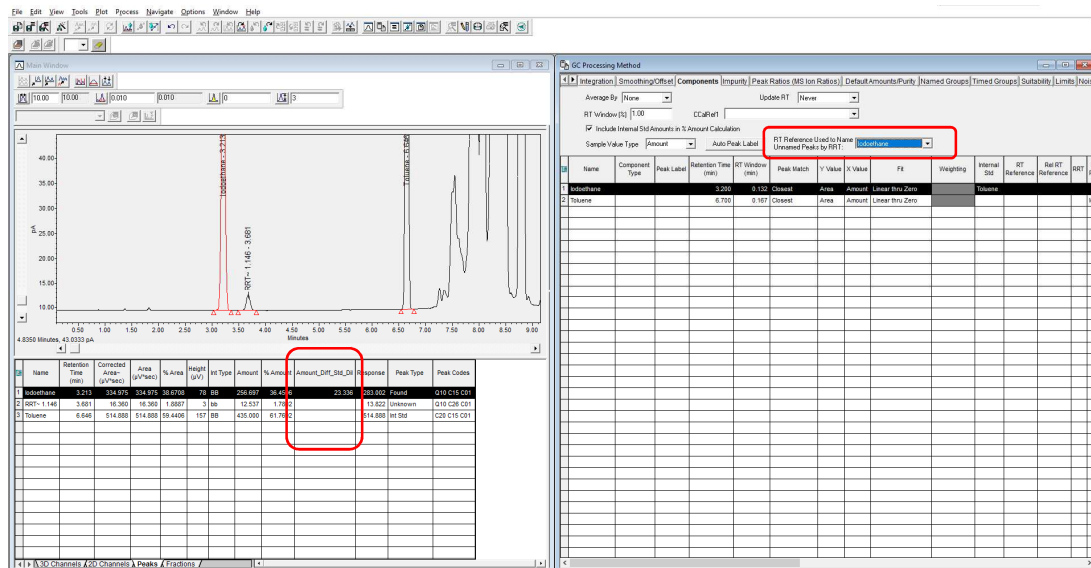 File Edit View Tools Plot Process Navigate Options Window Help
Main Window
10.00 10.00 0.010 0.010 0 3
40.00
35.00
30.00
25.00
20.00
15.00
10.00
pA
Iodoethane - 3.213
RRT~ 1.146 - 3.681
Toluene - 6.646
0.50 1.00 1.50 2.00 2.50 3.00 3.50 4.00 4.50 5.00 5.50 6.00 6.50 7.00 7.50 8.00 8.50 9.00
4.8350 Minutes, 43.0333 pA
Minutes
Name Retention Time (min) Corrected Area~ (µV*sec) Area (µV*sec) % Area Height (µV) Int Type Amount % Amount Amount_Diff_Std_Dil Response Peak Type Peak Codes
1 Iodoethane 3.213 334.975 334.975 38.6708 78 BB 256.697 23.336 283.002 Found Q10 C15 C01
2 RRT~ 1.146 3.681 16.360 16.360 1.8887 3 bb 12.537 13.822 Unknown Q10 C26 C01
3 Toluene 6.646 514.888 514.888 59.4406 157 BB 435.000 514.888 Int Std C20 C15 C01
3D Channels 2D Channels Peaks Fractions
GC Processing Method
Integration Smoothing/Offset Components Impurity Peak Ratios (MS Ion Ratios) Default Amounts/Purity Named Groups Timed Groups Suitability Limits
Average By None Update RT Never
RT Window [%] 1.00 CCalRef1
Include Internal Std Amounts in % Amount Calculation
Sample Value Type Amount Auto Peak Label RT Reference Used to Name Unnamed Peaks by RRT: Iodoethane
Name Component Type Peak Label Retention Time (min) RT Window (min) Peak Match Y Value X Value Fit Weighting Internal Std RT Reference Rel RT Reference RRT
1 Iodoethane 3.200 0.132 Closest Area Amount Linear thru Zero Toluene
2 Toluene 6.700 0.167 Closest Area Amount Linear thru Zero